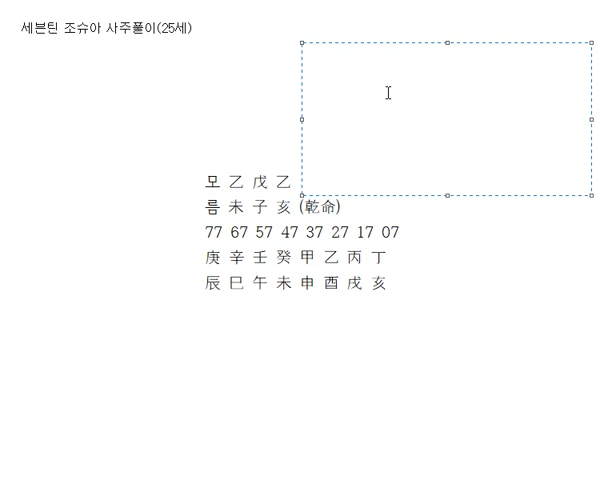 세븐틴 조슈아 사주풀이(25세)
모 乙 戊 乙
름 未 子 亥 (乾命)
77 67 57 47 37 27 17 07
庚 辛 壬 癸 甲 乙 丙 丁
辰 巳 午 未 申 酉 戌 亥